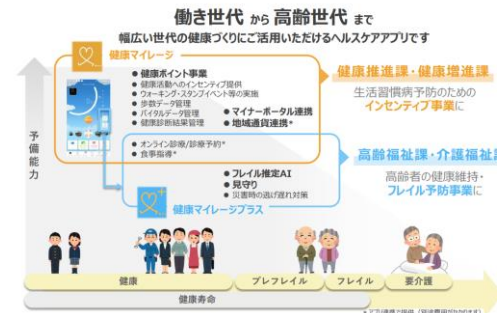 働き世代 から 高齢世代 まで
幅広い世代の健康づくりにご活用いただけるヘルスケアアプリです
健康マイレージ
● 健康ポイント事業
● 健康活動へのインセンティブ提供
● ウォーキング・スタンプイベント等の実施
● 歩数データ管理
● バイタルデータ管理
● 健康診断結果管理
● マイナーポータル連携
● 地域通貨連携*
● オンライン診療/診療予約*
● 食事指導*
健康推進課・健康増進課
生活習慣病予防のための
インセンティブ事業に
● フレイル推定AI
● 見守り
● 災害時の逃げ遅れ対策
健康マイレージプラス
高齢福祉課・介護福祉課
高齢者の健康維持・
フレイル予防事業に
予備能力
健康
プレフレイル
フレイル
要介護
健康寿命